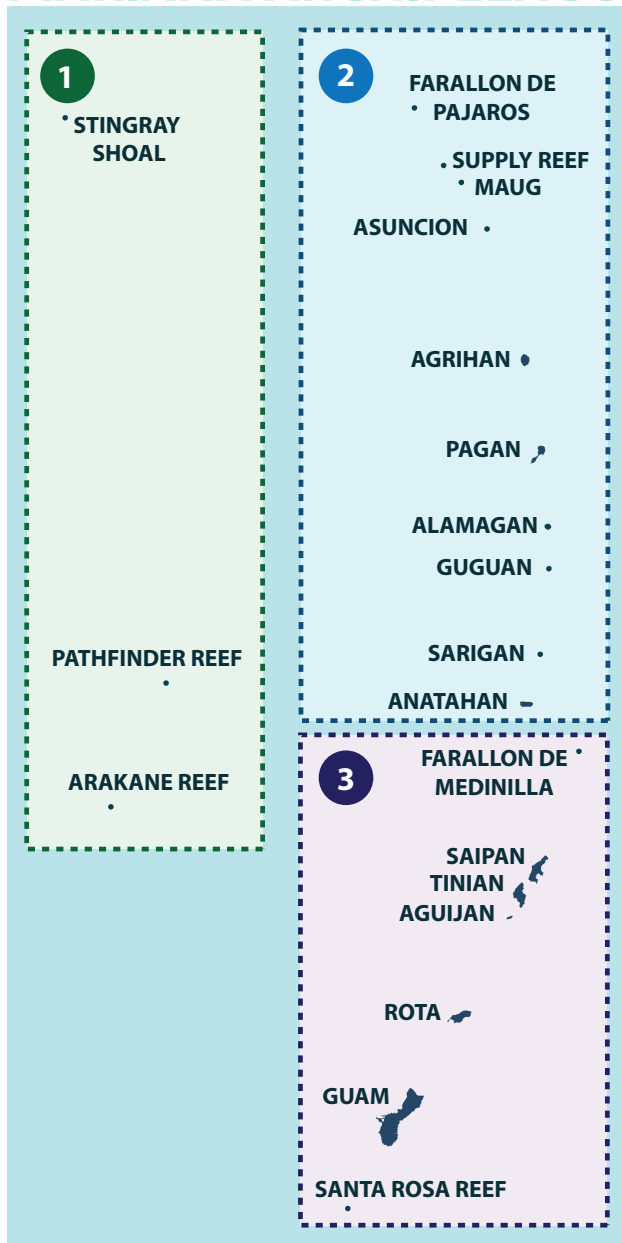 1
STINGRAY
SHOAL
PATHFINDER REEF
ARAKANE REEF
2
FARALLON DE
PAJAROS
SUPPLY REEF
MAUG
ASUNCION
AGRIHAN
PAGAN
ALAMAGAN
GUGUAN
SARIGAN
ANATAHAN
3
FARALLON DE
MEDINILLA
SAIPAN
TINIAN
AGUIJAN
ROTA
GUAM
SANTA ROSA REEF